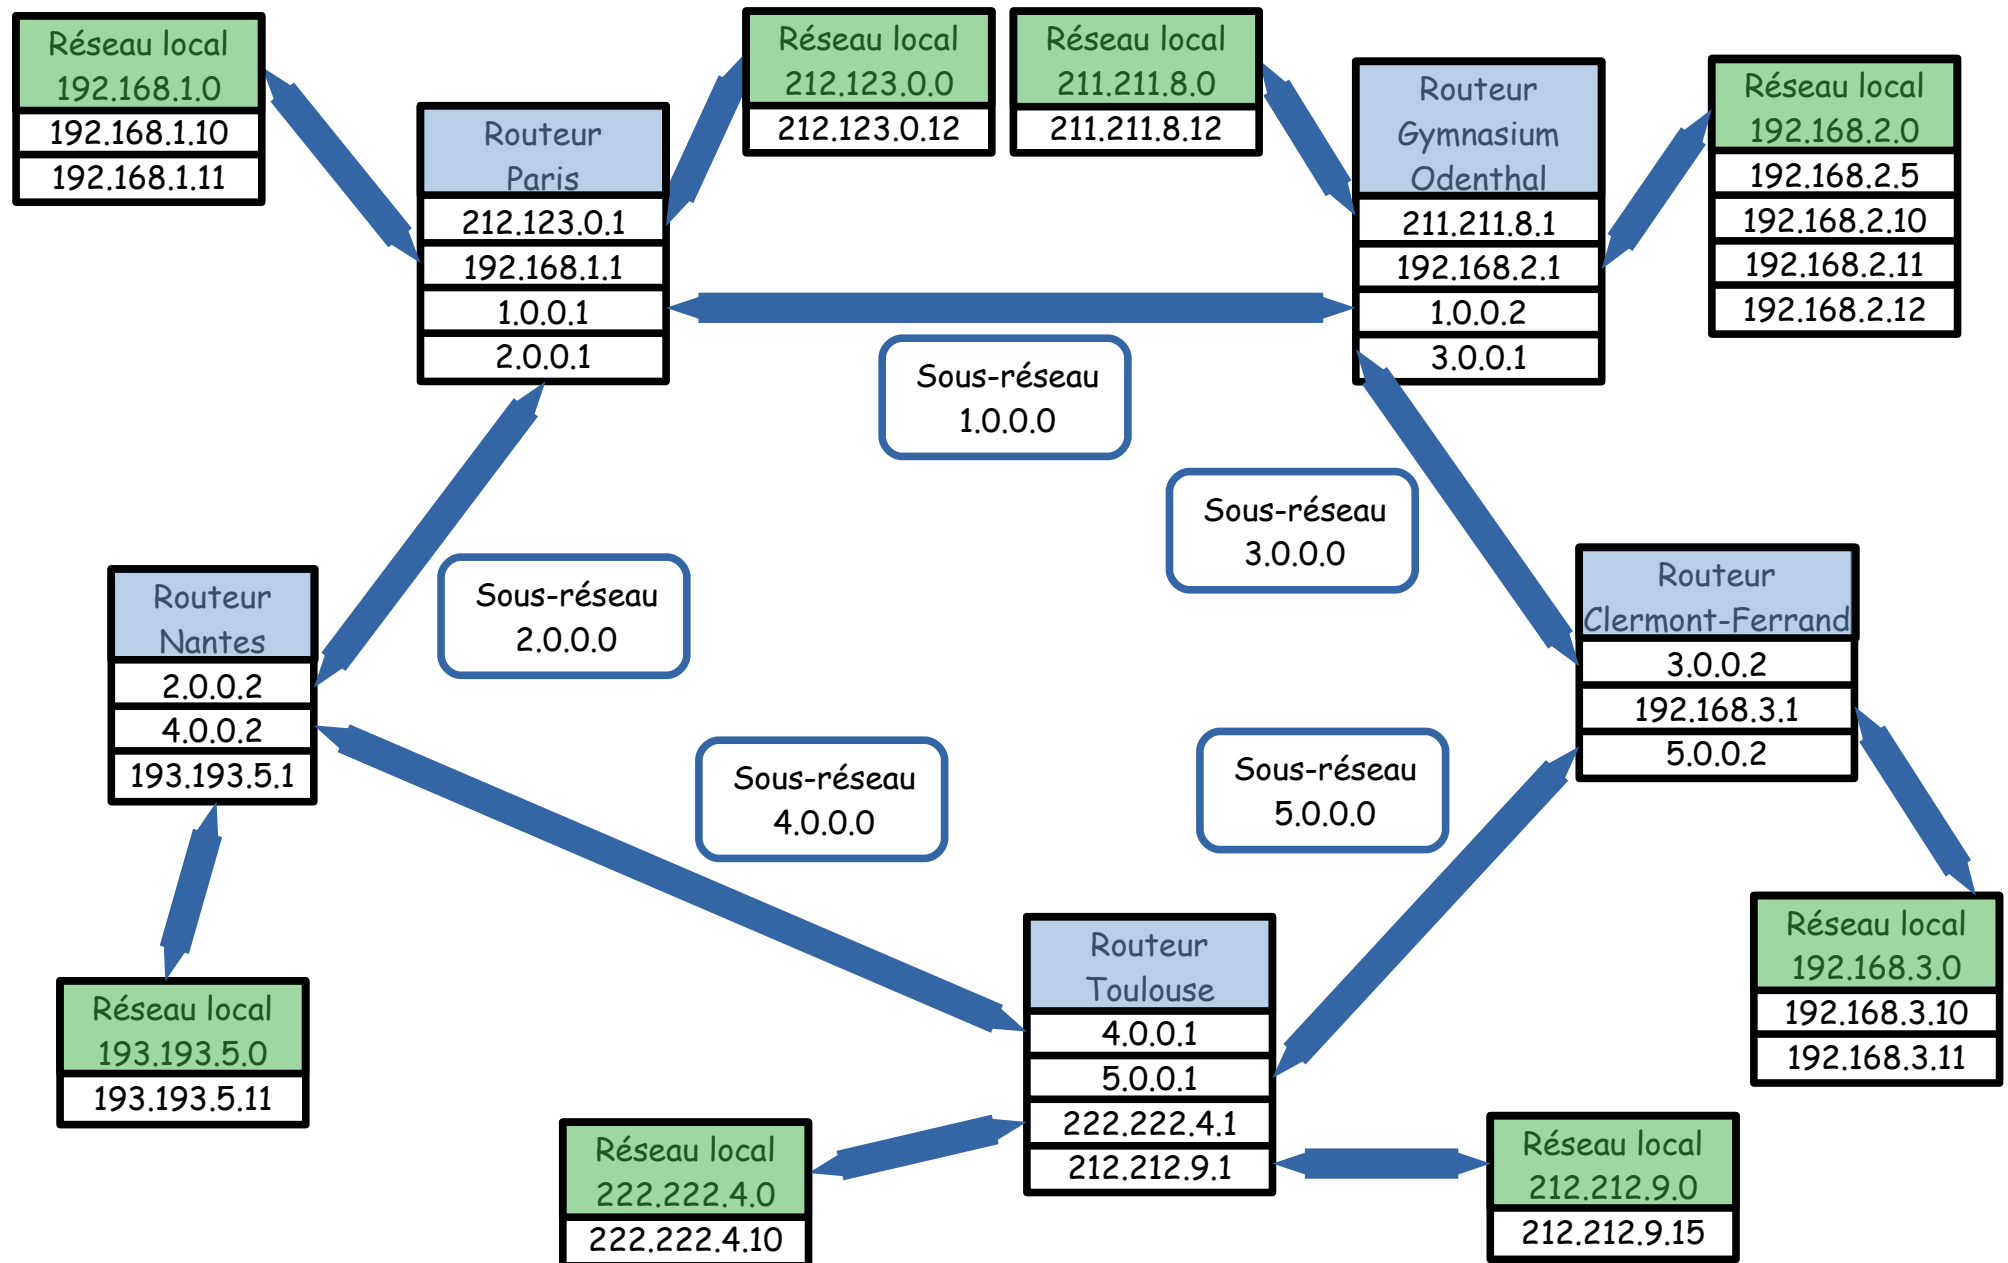 Réseau local
192.168.1.0
192.168.1.10
192.168.1.11
Routeur
Paris
212.123.0.1
192.168.1.1
1.0.0.1
2.0.0.1
Réseau local
212.123.0.0
212.123.0.12
Réseau local
211.211.8.0
211.211.8.12
Routeur
Gymnasium
Odenthal
211.211.8.1
192.168.2.1
1.0.0.2
3.0.0.1
Réseau local
192.168.2.0
192.168.2.5
192.168.2.10
192.168.2.11
192.168.2.12
Sous-réseau
1.0.0.0
Sous-réseau
3.0.0.0
Sous-réseau
2.0.0.0
Routeur
Nantes
2.0.0.2
4.0.0.2
193.193.5.1
Routeur
Clermont-Ferrand
3.0.0.2
192.168.3.1
5.0.0.2
Sous-réseau
4.0.0.0
Sous-réseau
5.0.0.0
Réseau local
193.193.5.0
193.193.5.11
Routeur
Toulouse
4.0.0.1
5.0.0.1
222.222.4.1
212.212.9.1
Réseau local
192.168.3.0
192.168.3.10
192.168.3.11
Réseau local
222.222.4.0
222.222.4.10
Réseau local
212.212.9.0
212.212.9.15